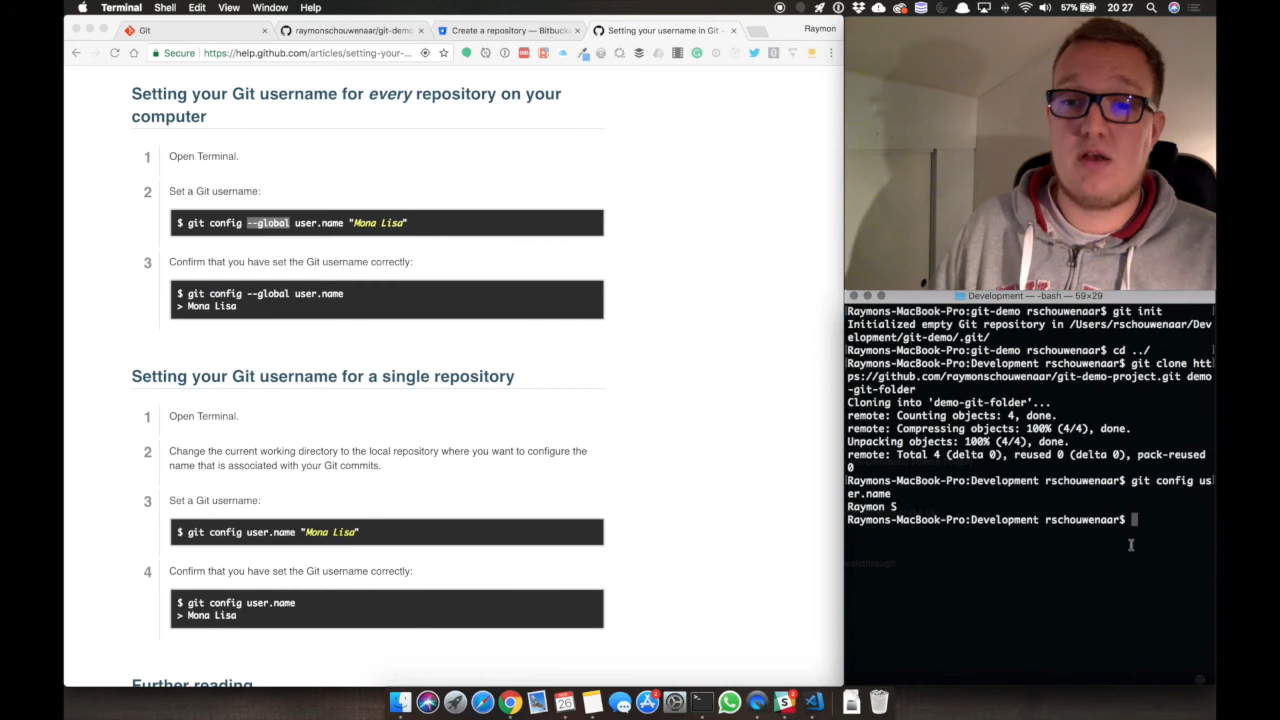 Terminal Shell Edit View Window Help 57% 20 27
Git raymonschouwenaar/git-demo Create a repository — Bitbuck Setting your username in Git - Raymon
Secure https://help.github.com/articles/setting-your-...
Setting your Git username for every repository on your
computer
1 Open Terminal.
2 Set a Git username:
$ git config --global user.name "Mona Lisa"
3 Confirm that you have set the Git username correctly:
$ git config --global user.name
> Mona Lisa
Setting your Git username for a single repository
1 Open Terminal.
2 Change the current working directory to the local repository where you want to configure the
name that is associated with your Git commits.
3 Set a Git username:
$ git config user.name "Mona Lisa"
4 Confirm that you have set the Git username correctly:
$ git config user.name
> Mona Lisa
Further reading
Development — -bash — 59×29
Raymons-MacBook-Pro:git-demo rschouwenaar$ git init
Initialized empty Git repository in /Users/rschouwenaar/Dev
elopment/git-demo/.git/
Raymons-MacBook-Pro:git-demo rschouwenaar$ cd ../
Raymons-MacBook-Pro:Development rschouwenaar$ git clone htt
ps://github.com/raymonschouwenaar/git-demo-project.git demo
-git-folder
Cloning into 'demo-git-folder'...
remote: Counting objects: 4, done.
remote: Compressing objects: 100% (4/4), done.
Unpacking objects: 100% (4/4), done.
remote: Total 4 (delta 0), reused 0 (delta 0), pack-reused
0
Raymons-MacBook-Pro:Development rschouwenaar$ git config us
er.name
Raymon S
Raymons-MacBook-Pro:Development rschouwenaar$
walkthrough